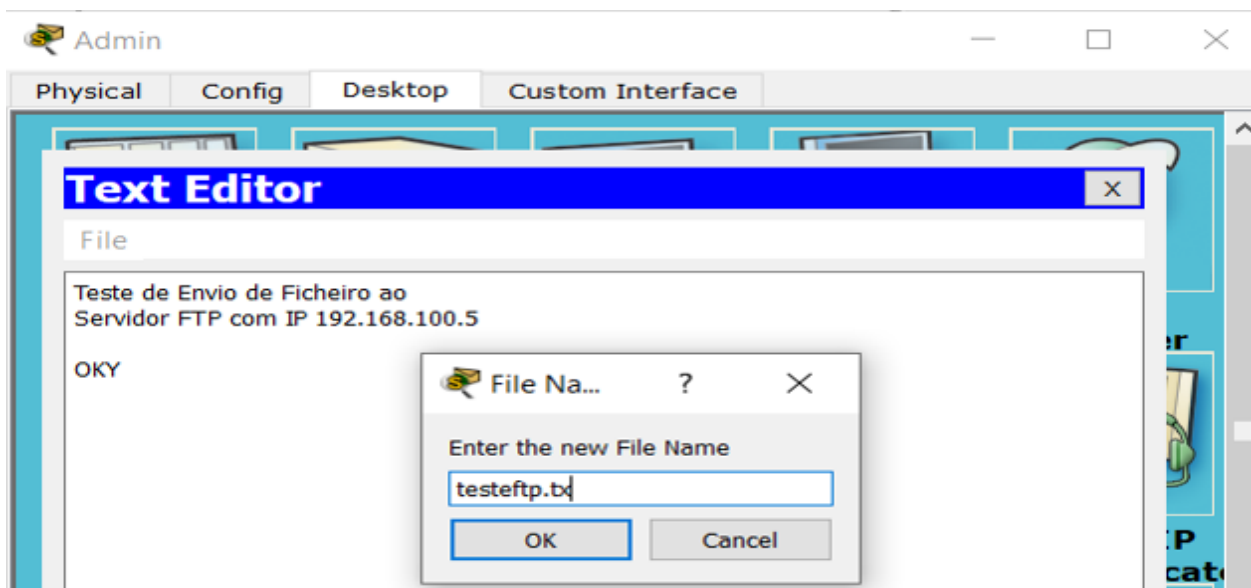 Admin
Physical Config Desktop Custom Interface
Text Editor
File
Teste de Envio de Ficheiro ao
Servidor FTP com IP 192.168.100.5
OKY
File Na... ?
Enter the new File Name
testeftp.tx
OK Cancel